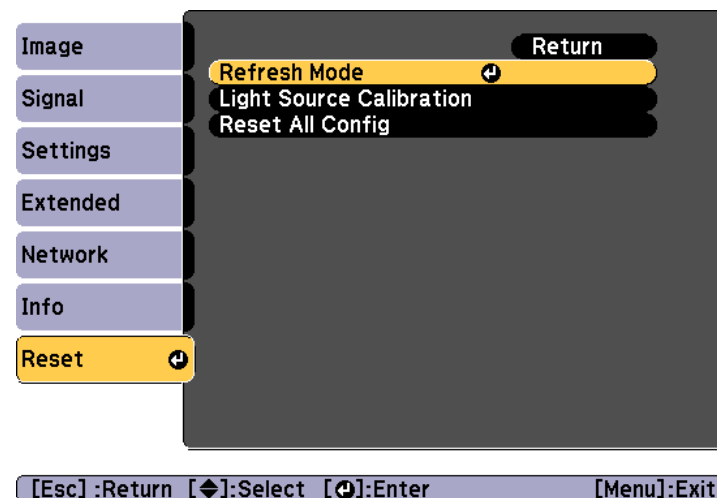 Image
Signal
Settings
Extended
Network
Info
Reset
Return
Refresh Mode
Light Source Calibration
Reset All Config
[Esc] :Return [◆]:Select [↵]:Enter [Menu]:Exit